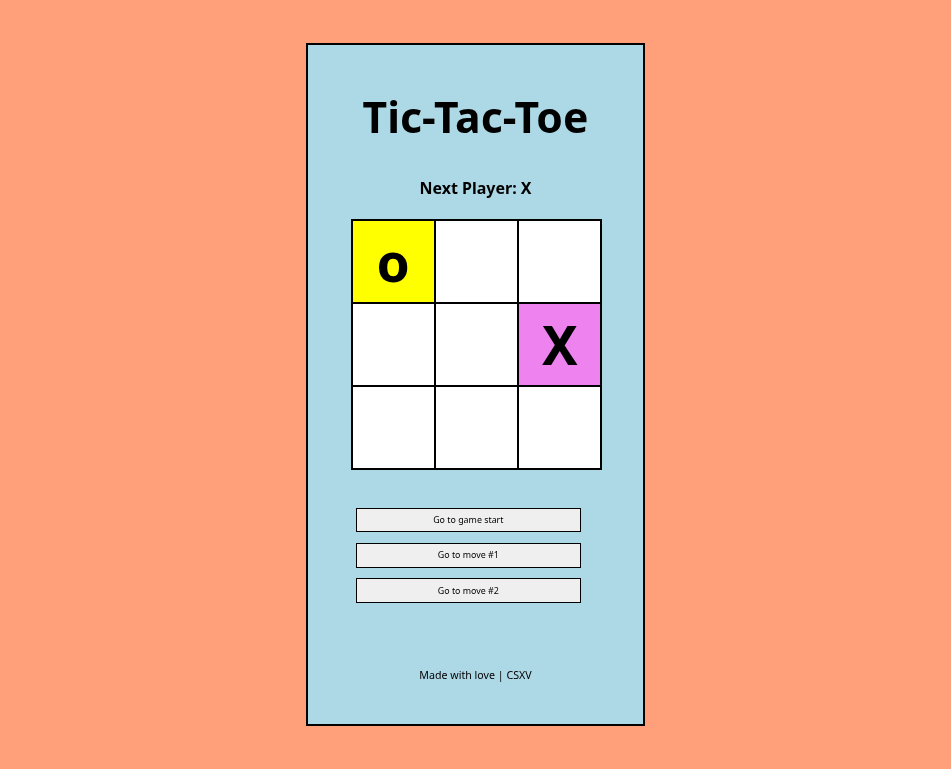 Tic-Tac-Toe
Next Player: X
o
X
Go to game start
Go to move #1
Go to move #2
Made with love | CSXV